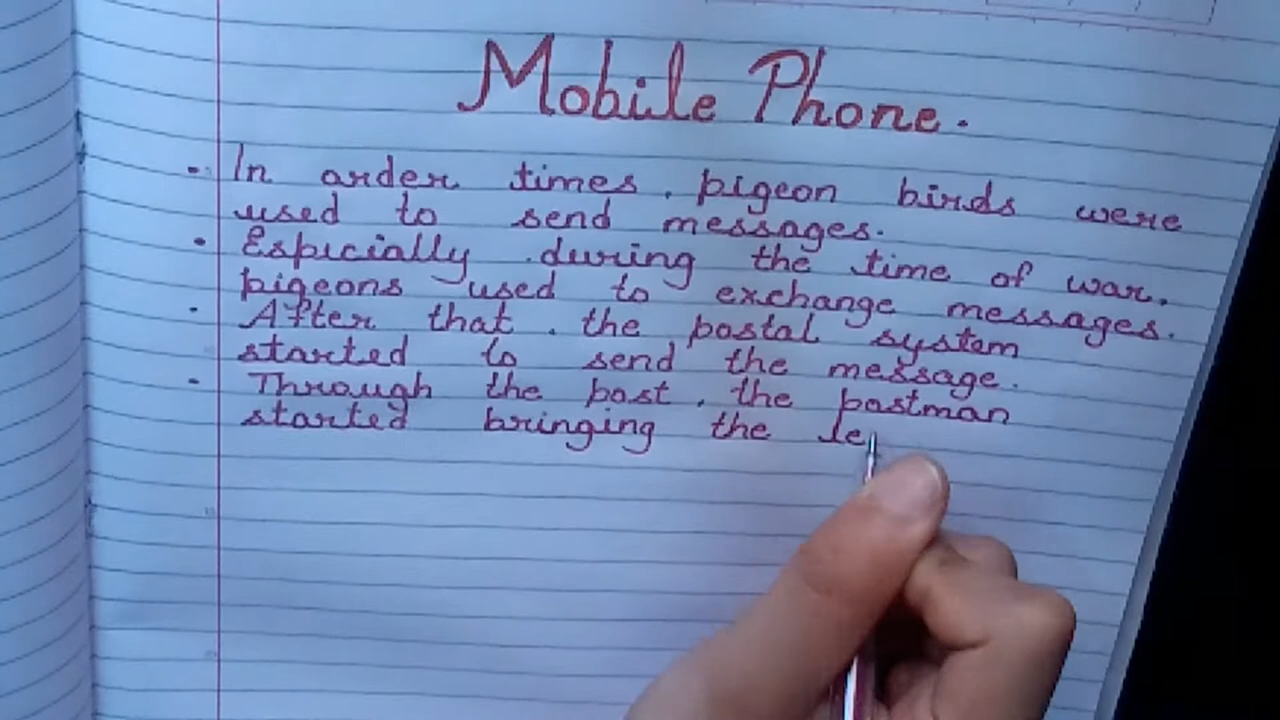 Mobile Phone.
- In arder times, pigeon birds were
used to send messages.
• Espicially during the time of war.
pigeons used to exchange messages.
• After that, the postal system
started to send the message.
• Through the post, the postman
started bringing the le